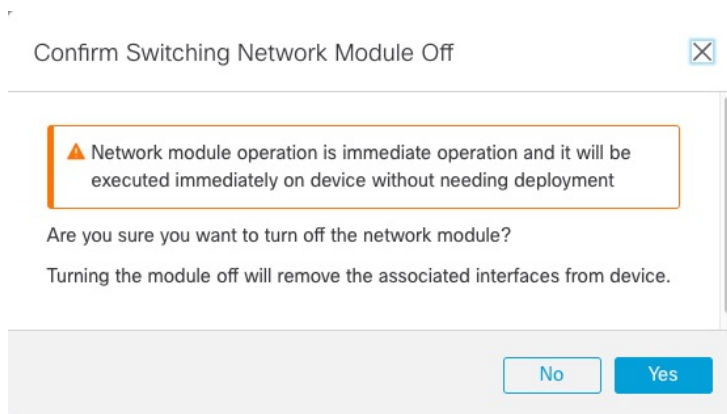 Confirm Switching Network Module Off
Network module operation is immediate operation and it will be
executed immediately on device without needing deployment
Are you sure you want to turn off the network module?
Turning the module off will remove the associated interfaces from device.
No
Yes